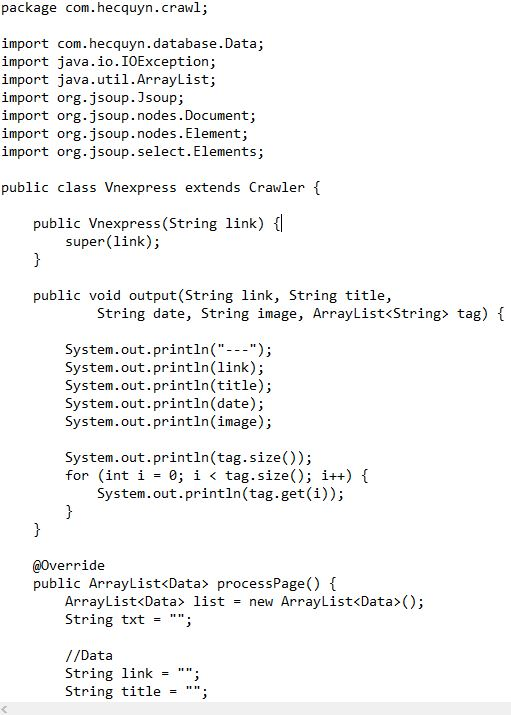 package com.hecquyn.crawl;

import com.hecquyn.database.Data;
import java.io.IOException;
import java.util.ArrayList;
import org.jsoup.Jsoup;
import org.jsoup.nodes.Document;
import org.jsoup.nodes.Element;
import org.jsoup.select.Elements;

public class Vnexpress extends Crawler {

    public Vnexpress(String link) {
        super(link);
    }

    public void output(String link, String title,
            String date, String image, ArrayList<String> tag) {

        System.out.println("---");
        System.out.println(link);
        System.out.println(title);
        System.out.println(date);
        System.out.println(image);

        System.out.println(tag.size());
        for (int i = 0; i < tag.size(); i++) {
            System.out.println(tag.get(i));
        }
    }

    @Override
    public ArrayList<Data> processPage() {
        ArrayList<Data> list = new ArrayList<Data>();
        String txt = "";

        //Data
        String link = "";
        String title = "";